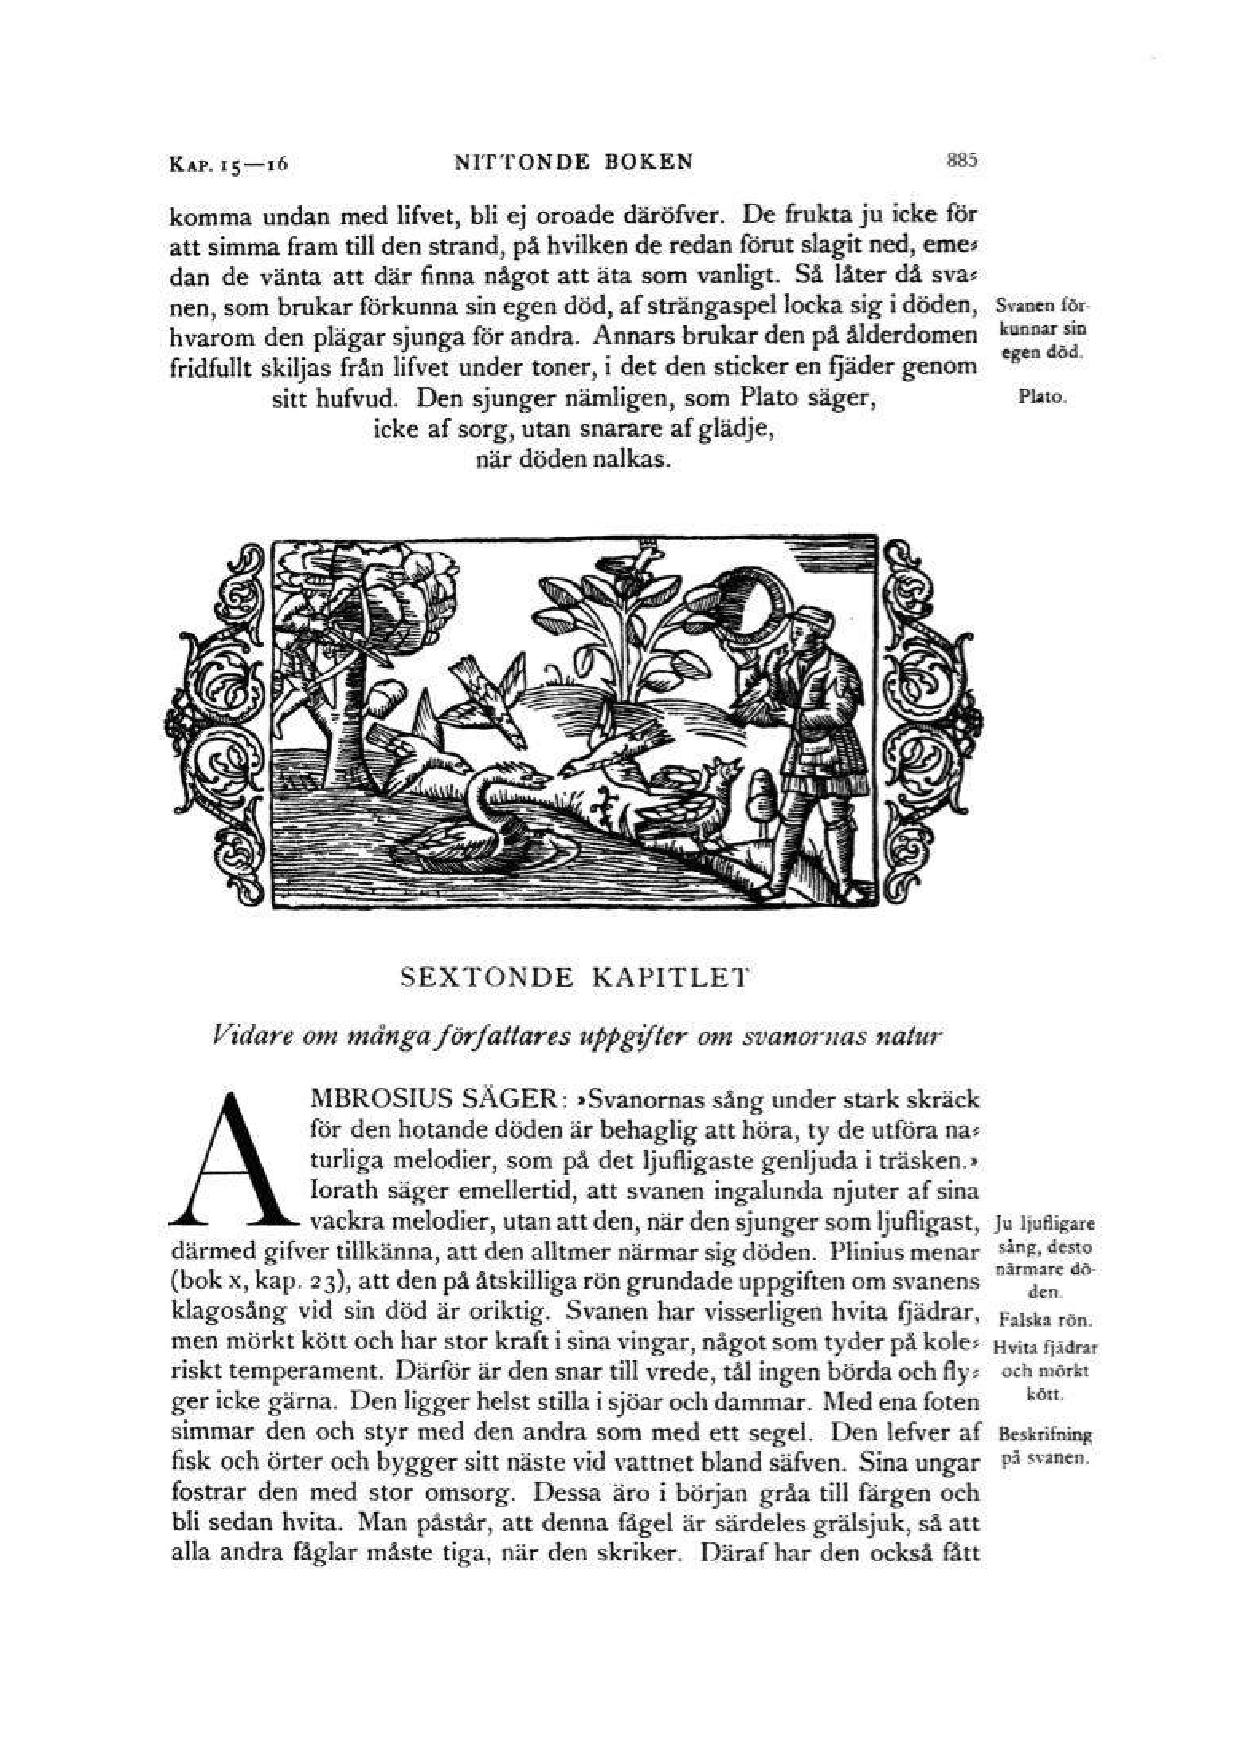 KAP. 15—16 NITTONDE BOKEN 885
komma undan med lifvet, bli ej oroade däröfver. De frukta ju icke för
att simma fram till den strand, på hvilken de redan förut slagit ned, eme⸗
dan de vänta att där finna något att äta som vanligt. Så låter då sva⸗
nen, som brukar förkunna sin egen död, af strängaspel locka sig i döden,
hvarom den plägar sjunga för andra. Annars brukar den på ålderdomen
fridfullt skiljas från lifvet under toner, i det den sticker en fjäder genom
sitt hufvud. Den sjunger nämligen, som Plato säger,
icke af sorg, utan snarare af glädje,
när döden nalkas.
Svanen för-
kunnar sin
egen död.
Plato.
SEXTONDE KAPITLET
Vidare om många författares uppgifter om svanornas natur
AMBROSIUS SÄGER: »Svanornas sång under stark skräck
för den hotande döden är behaglig att höra, ty de utföra na⸗
turliga melodier, som på det ljufligaste genljuda i träsken.»
Iorath säger emellertid, att svanen ingalunda njuter af sina
vackra melodier, utan att den, när den sjunger som ljufligast,
därmed gifver tillkänna, att den alltmer närmar sig döden. Plinius menar
(bok x, kap. 23), att den på åtskilliga rön grundade uppgiften om svanens
klagosång vid sin död är oriktig. Svanen har visserligen hvita fjädrar,
men mörkt kött och har stor kraft i sina vingar, något som tyder på kole⸗
riskt temperament. Därför är den snar till vrede, tål ingen börda och fly⸗
ger icke gärna. Den ligger helst stilla i sjöar och dammar. Med ena foten
simmar den och styr med den andra som med ett segel. Den lefver af
fisk och örter och bygger sitt näste vid vattnet bland säfven. Sina ungar
fostrar den med stor omsorg. Dessa äro i början gråa till färgen och
bli sedan hvita. Man påstår, att denna fågel är särdeles grälsjuk, så att
alla andra fåglar måste tiga, när den skriker. Däraf har den också fått
Ju ljufligare
sång, desto
närmare dö-
den.
Falska rön.
Hvita fjädrar
och mörkt
kött.
Beskrifning
på svanen.